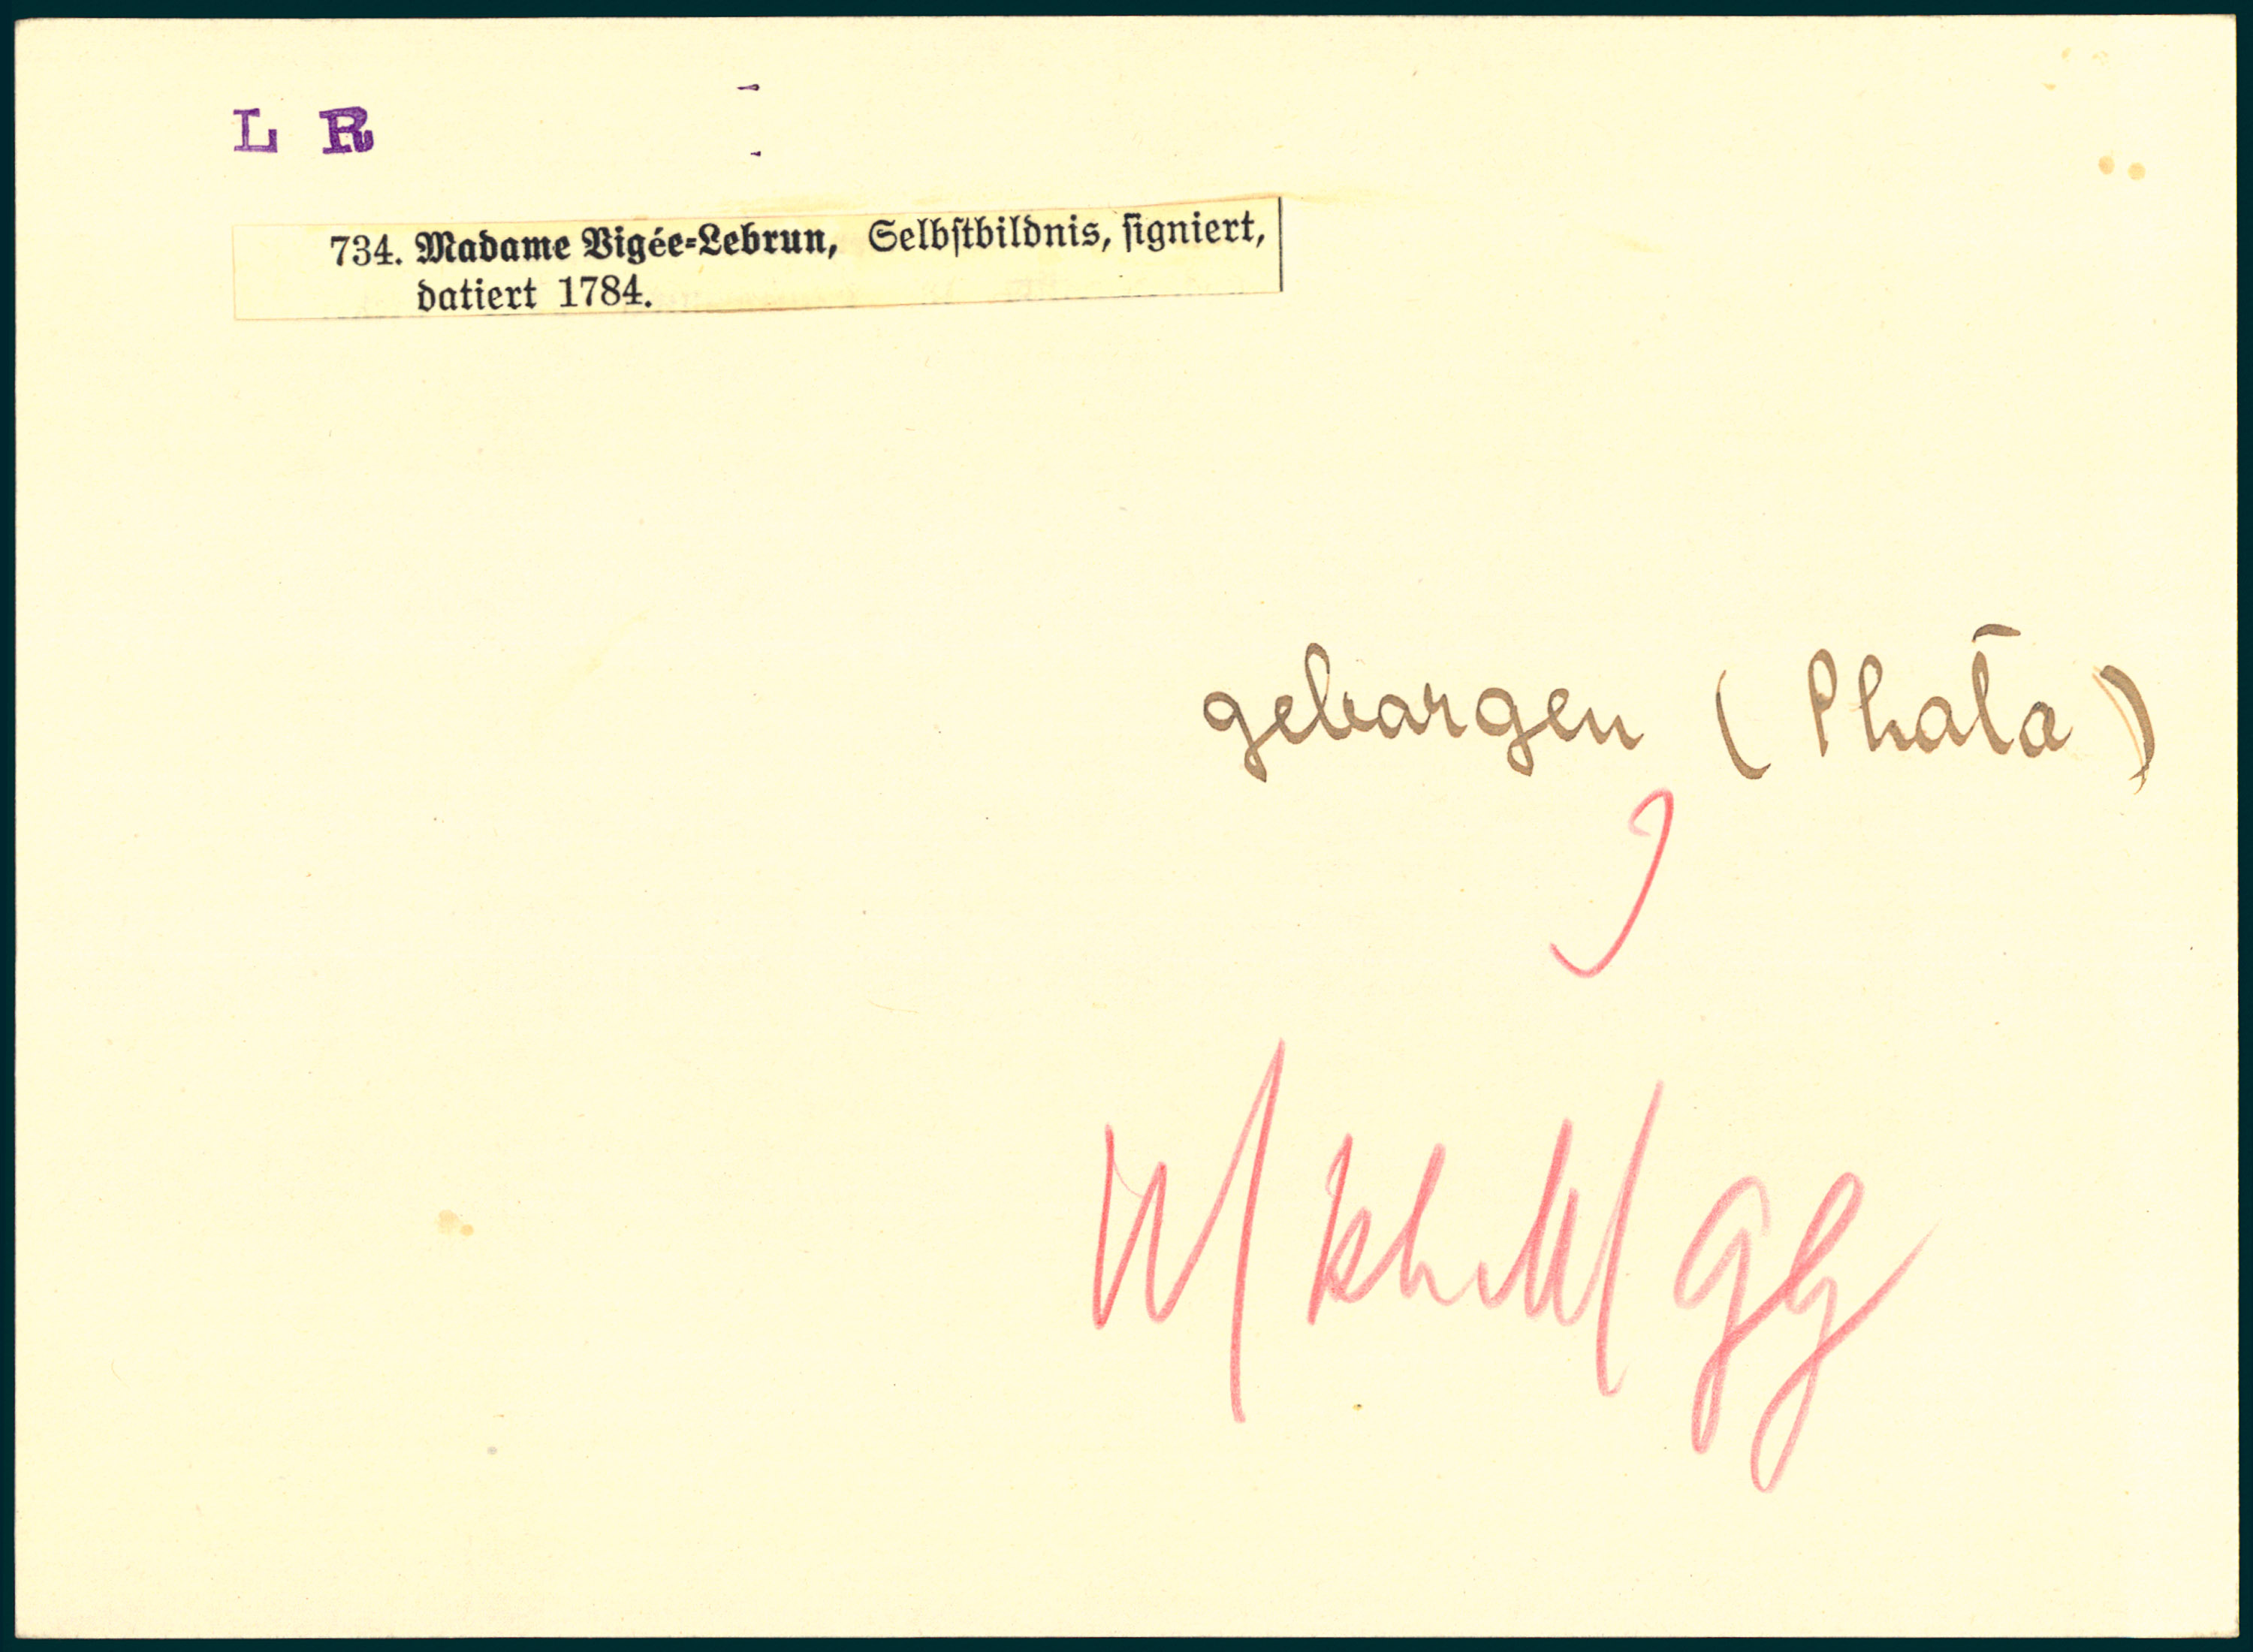 L R
734. Madame Vigée-Lebrun, Selbſtbildnis, ſigniert,
datiert 1784.
geborgen (Photo)